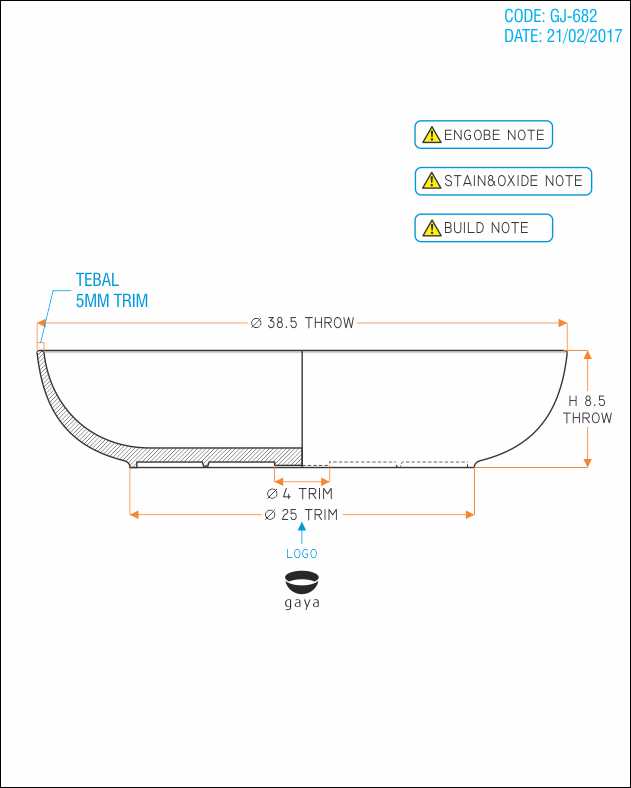 CODE: GJ-682
DATE: 21/02/2017
ENGOBE NOTE
STAIN&OXIDE NOTE
BUILD NOTE
TEBAL
5MM TRIM
Ø 38.5 THROW
H 8.5
THROW
Ø 4 TRIM
Ø 25 TRIM
LOGO
gaya